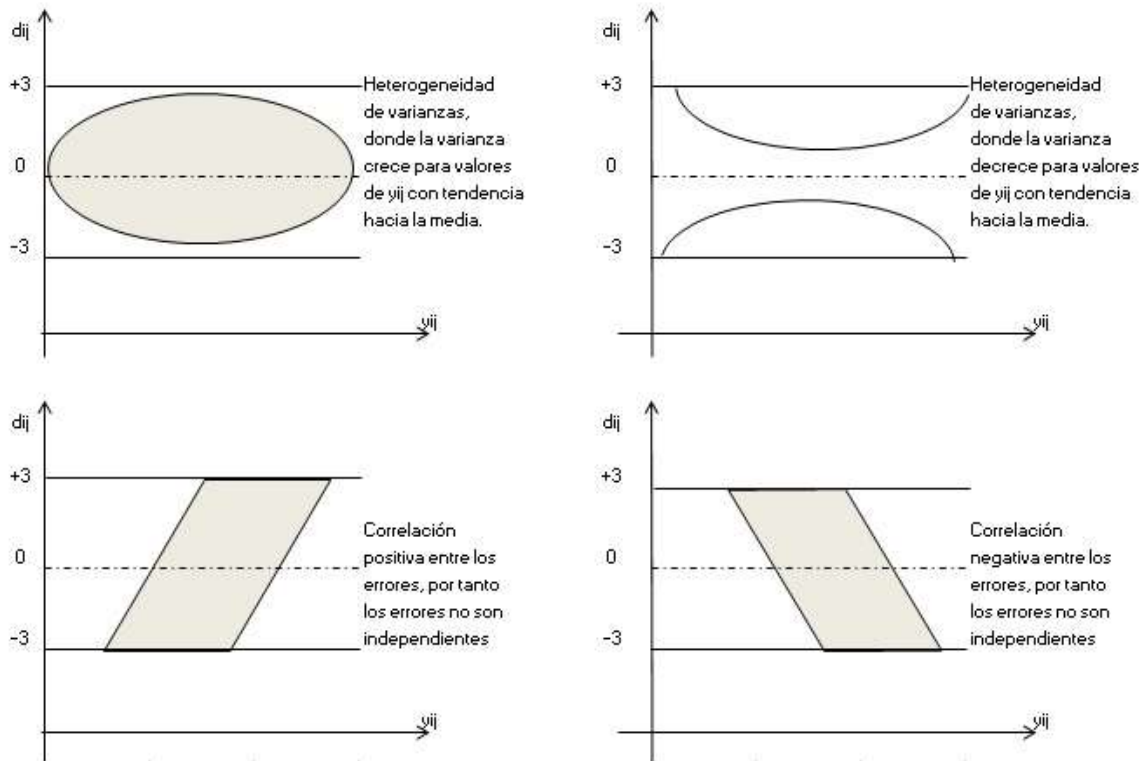 dij
+3
0
-3
Heterogeneidad
de varianzas,
donde la varianza
crece para valores
de yij con tendencia
hacia la media.
yij
dij
+3
0
-3
Heterogeneidad
de varianzas,
donde la varianza
decrece para valores
de yij con tendencia
hacia la media.
yij
dij
+3
0
-3
Correlación
positiva entre los
errores, por tanto
los errores no son
independientes
yij
dij
+3
0
-3
Correlación
negativa entre los
errores, por tanto
los errores no son
independientes
yij